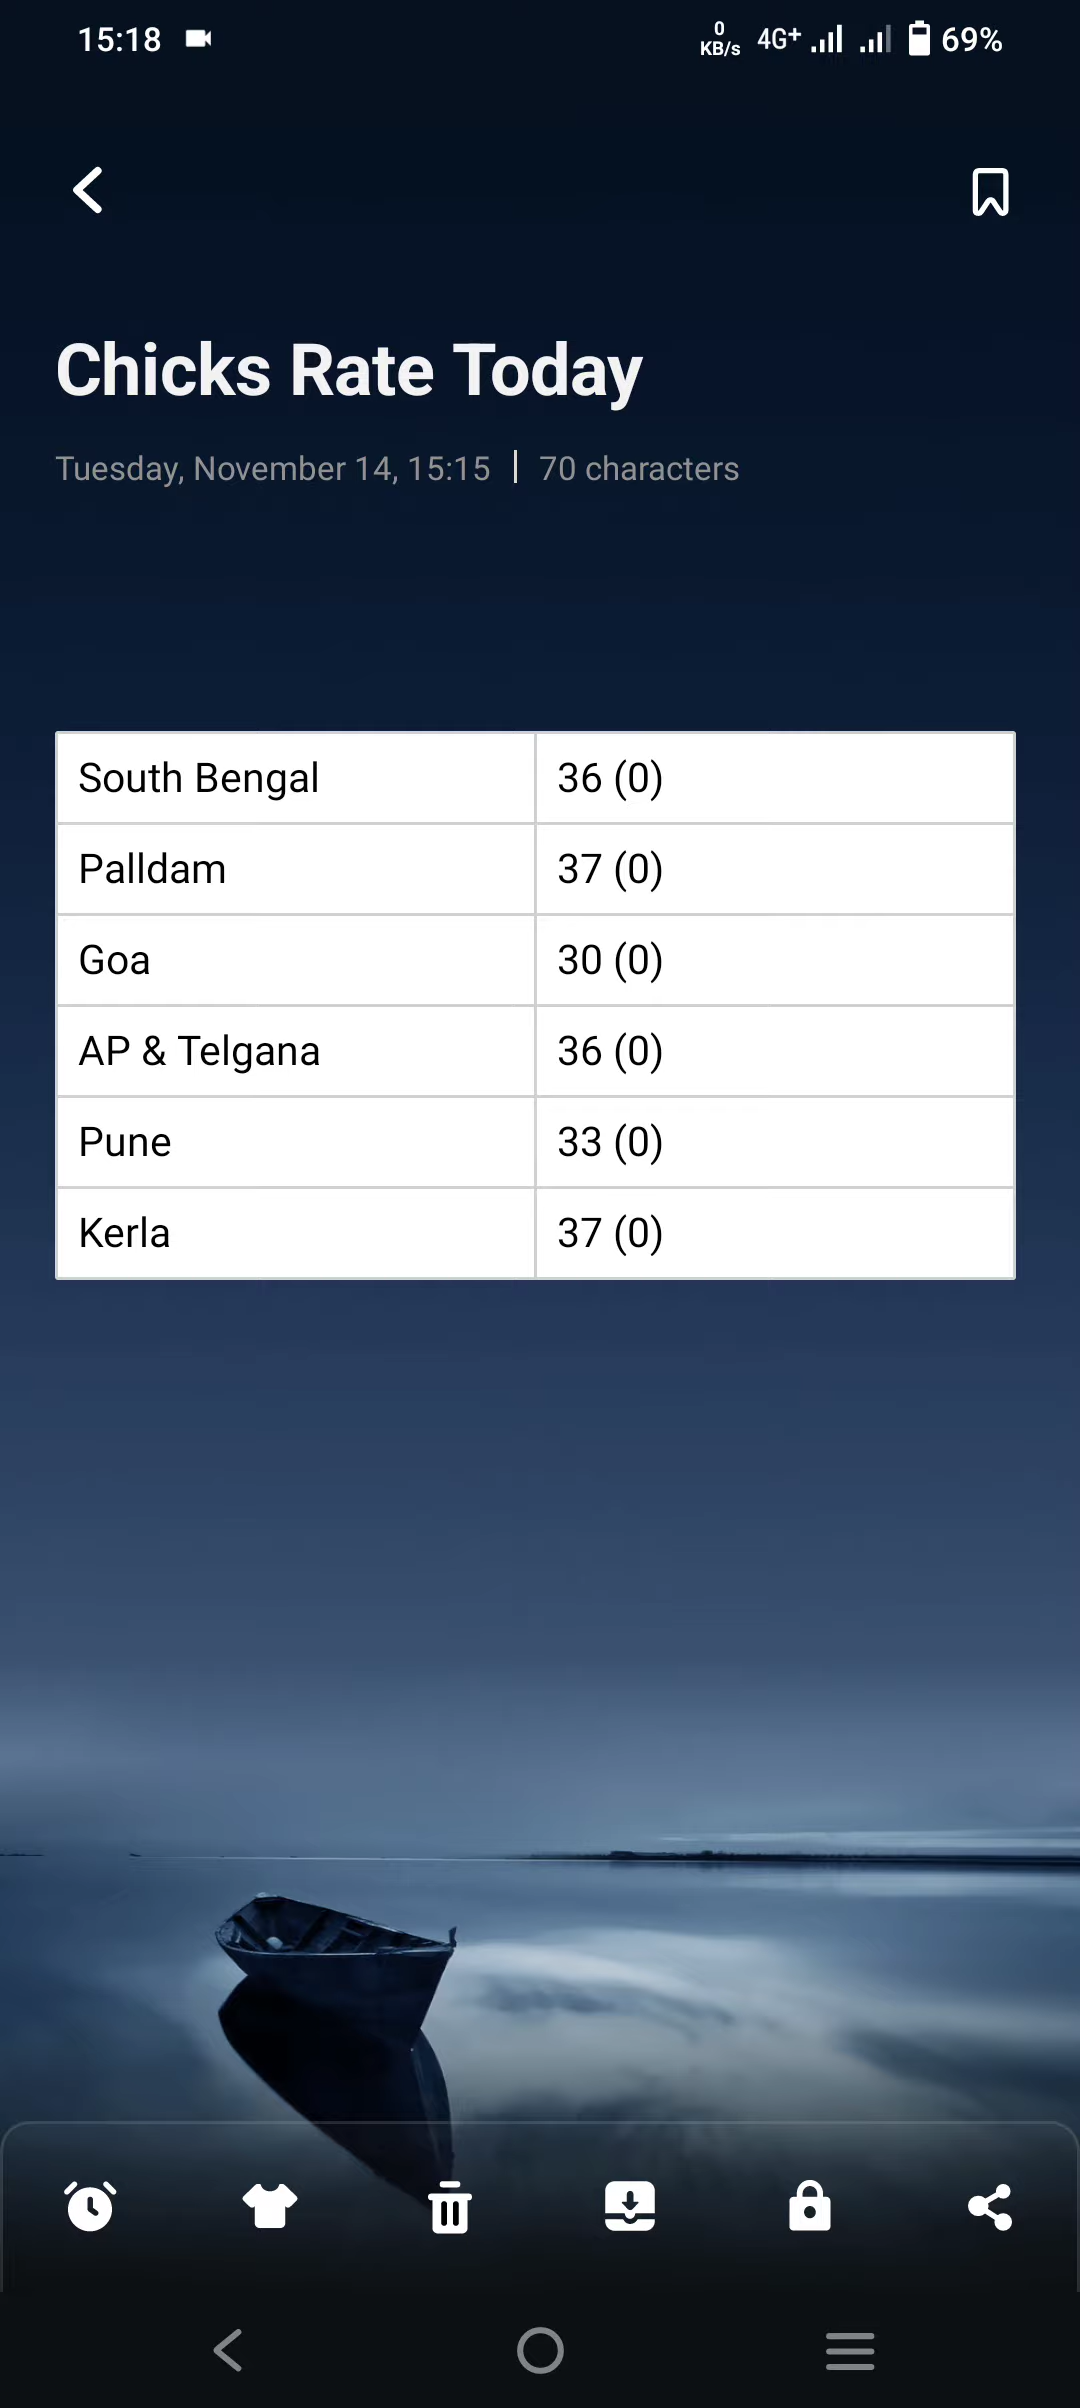 15:18 0 KB/s 4G+ 69%
Chicks Rate Today
Tuesday, November 14, 15:15 | 70 characters
South Bengal 36 (0)
Palldam 37 (0)
Goa 30 (0)
AP & Telgana 36 (0)
Pune 33 (0)
Kerla 37 (0)